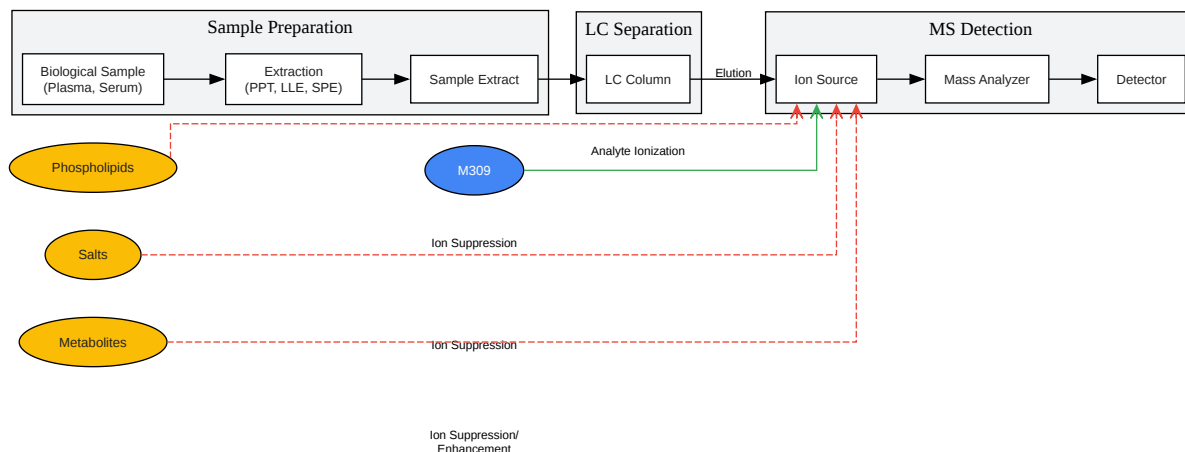 Sample Preparation
LC Separation
MS Detection
Biological Sample
(Plasma, Serum)
Extraction
(PPT, LLE, SPE)
Sample Extract
LC Column
Elution
Ion Source
Mass Analyzer
Detector
Phospholipids
M309
Analyte Ionization
Salts
Ion Suppression
Metabolites
Ion Suppression
Ion Suppression/
Enhancement